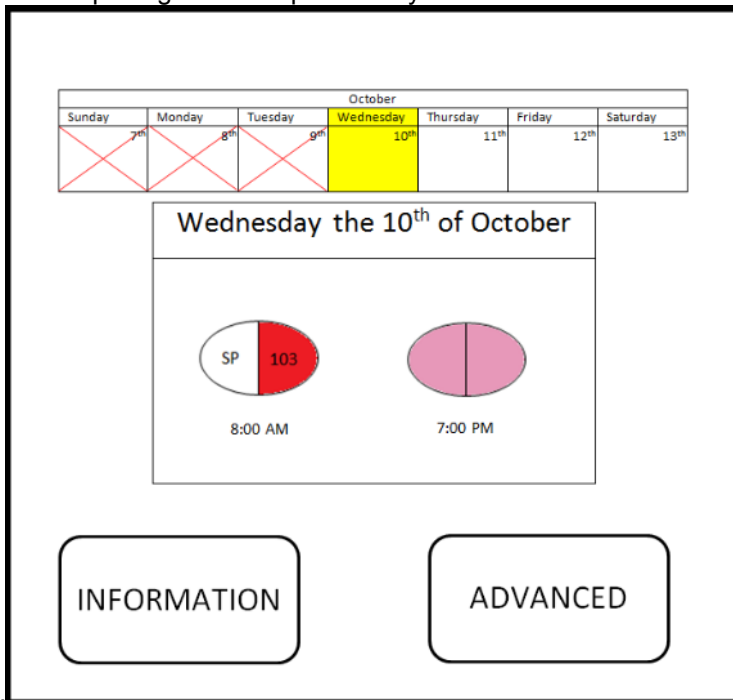 October
Sunday Monday Tuesday Wednesday Thursday Friday Saturday
7th 8th 9th 10th 11th 12th 13th
Wednesday the 10th of October
SP 103
8:00 AM 7:00 PM
INFORMATION ADVANCED